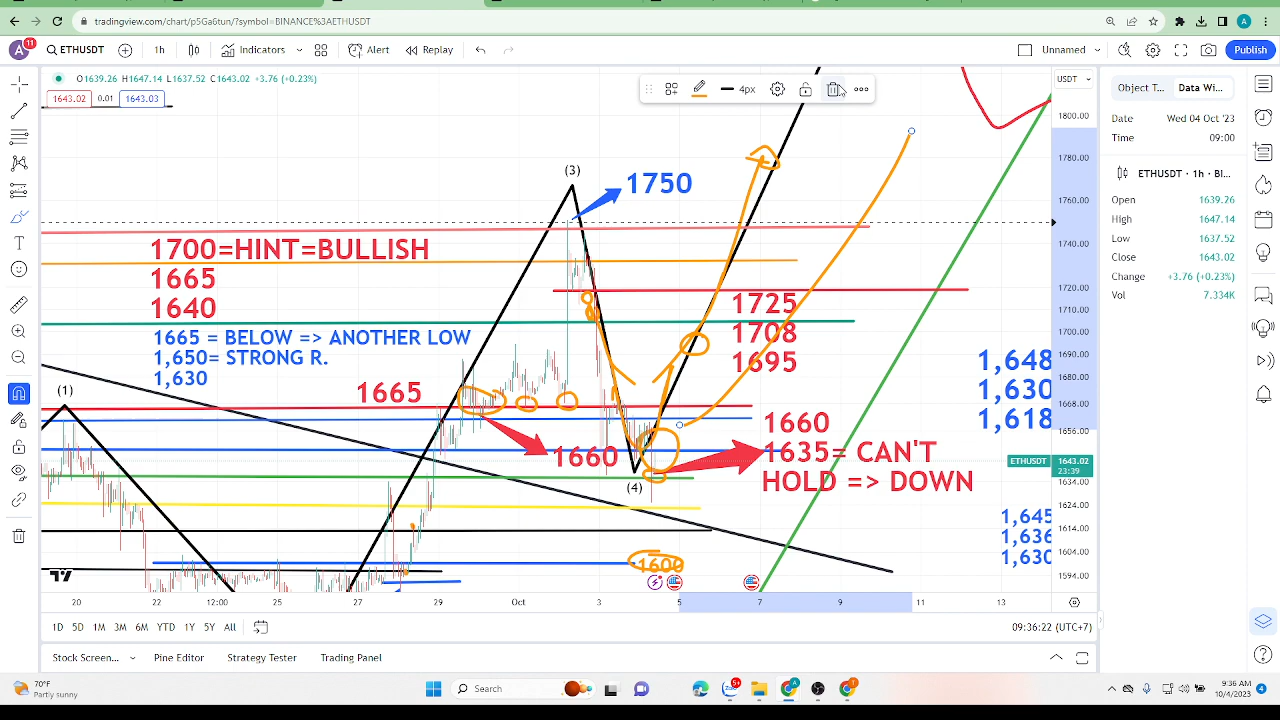 tradingview.com/chart/p5Ga6tun/?symbol=BINANCE%3AETHUSDT
A
A 11 ETHUSDT 1h Indicators Alert Replay Unnamed Publish
O1639.26 H1647.14 L1637.52 C1643.02 +3.76 (+0.23%)
1643.02 0.01 1643.03
4px
USDT
Object T... Data Wi...
Date Wed 04 Oct '23
Time 09:00
ETHUSDT · 1h · BI...
Open 1639.26
High 1647.14
Low 1637.52
Close 1643.02
Change +3.76 (+0.23%)
Vol 7.334K
1800.00
1780.00
1760.00
1740.00
1720.00
1710.00
1700.00
1690.00
1680.00
1668.00
1656.00
ETHUSDT 1643.02
23:39
1634.00
1624.00
1614.00
1604.00
1594.00
(3)
1750
1700=HINT=BULLISH
1665
1640
1665 = BELOW => ANOTHER LOW
1,650= STRONG R.
1,630
1725
1708
1695
(1)
1665
1660
1660
1635= CAN'T
HOLD => DOWN
(4)
1,648
1,630
1,618
1,645
1,636
1,630
1600
20 22 12:00 25 27 29 Oct 3 5 7 9 11 13
1D 5D 1M 3M 6M YTD 1Y 5Y All
09:36:22 (UTC+7)
Stock Screen... Pine Editor Strategy Tester Trading Panel
70°F
Partly sunny
Search
5+
1
9:36 AM
10/4/2023
4